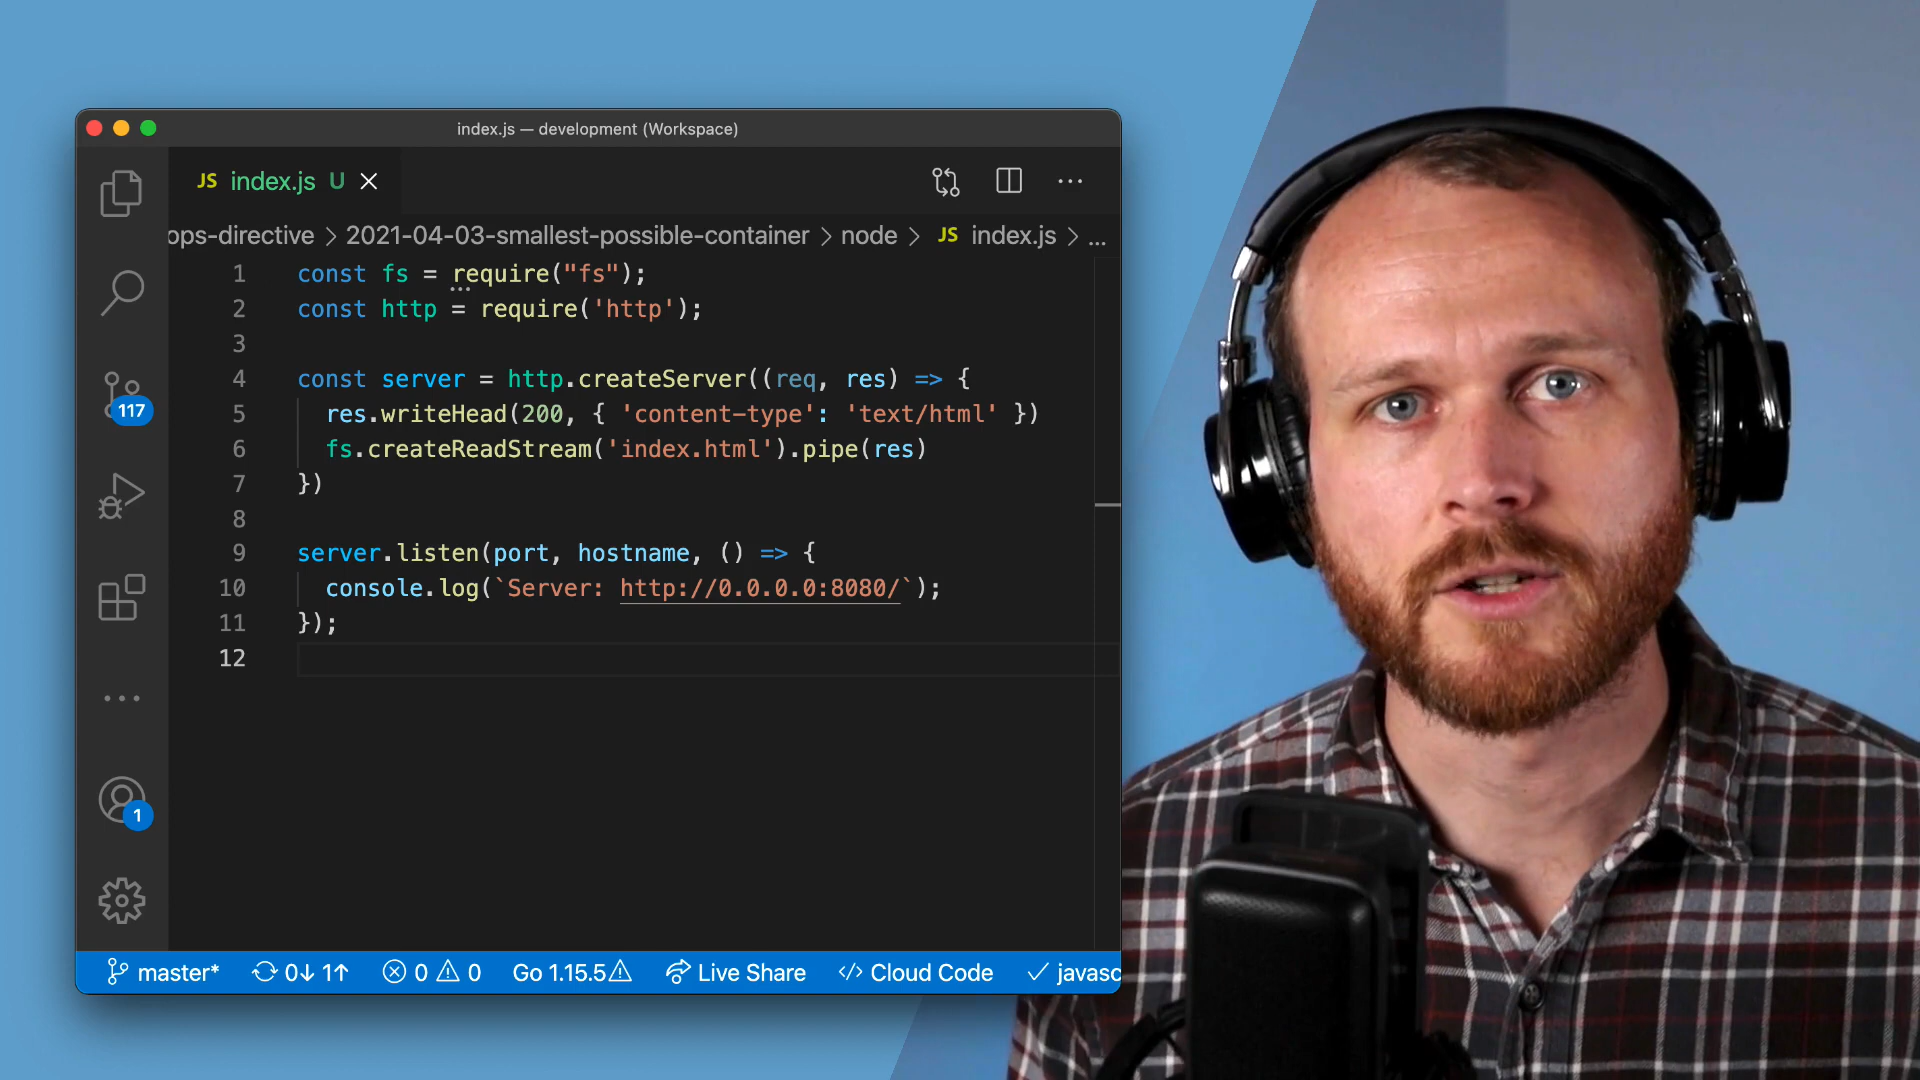 index.js — development (Workspace)
JS index.js U
ops-directive > 2021-04-03-smallest-possible-container > node > JS index.js > ...
1 const fs = require("fs");
2 const http = require('http');
3
4 const server = http.createServer((req, res) => {
5 res.writeHead(200, { 'content-type': 'text/html' })
6 fs.createReadStream('index.html').pipe(res)
7 })
8
9 server.listen(port, hostname, () => {
10 console.log(`Server: http://0.0.0.0:8080/`);
11 });
12
117
1
master* 0↓ 1↑ 0 0 Go 1.15.5 Live Share </> Cloud Code javasc